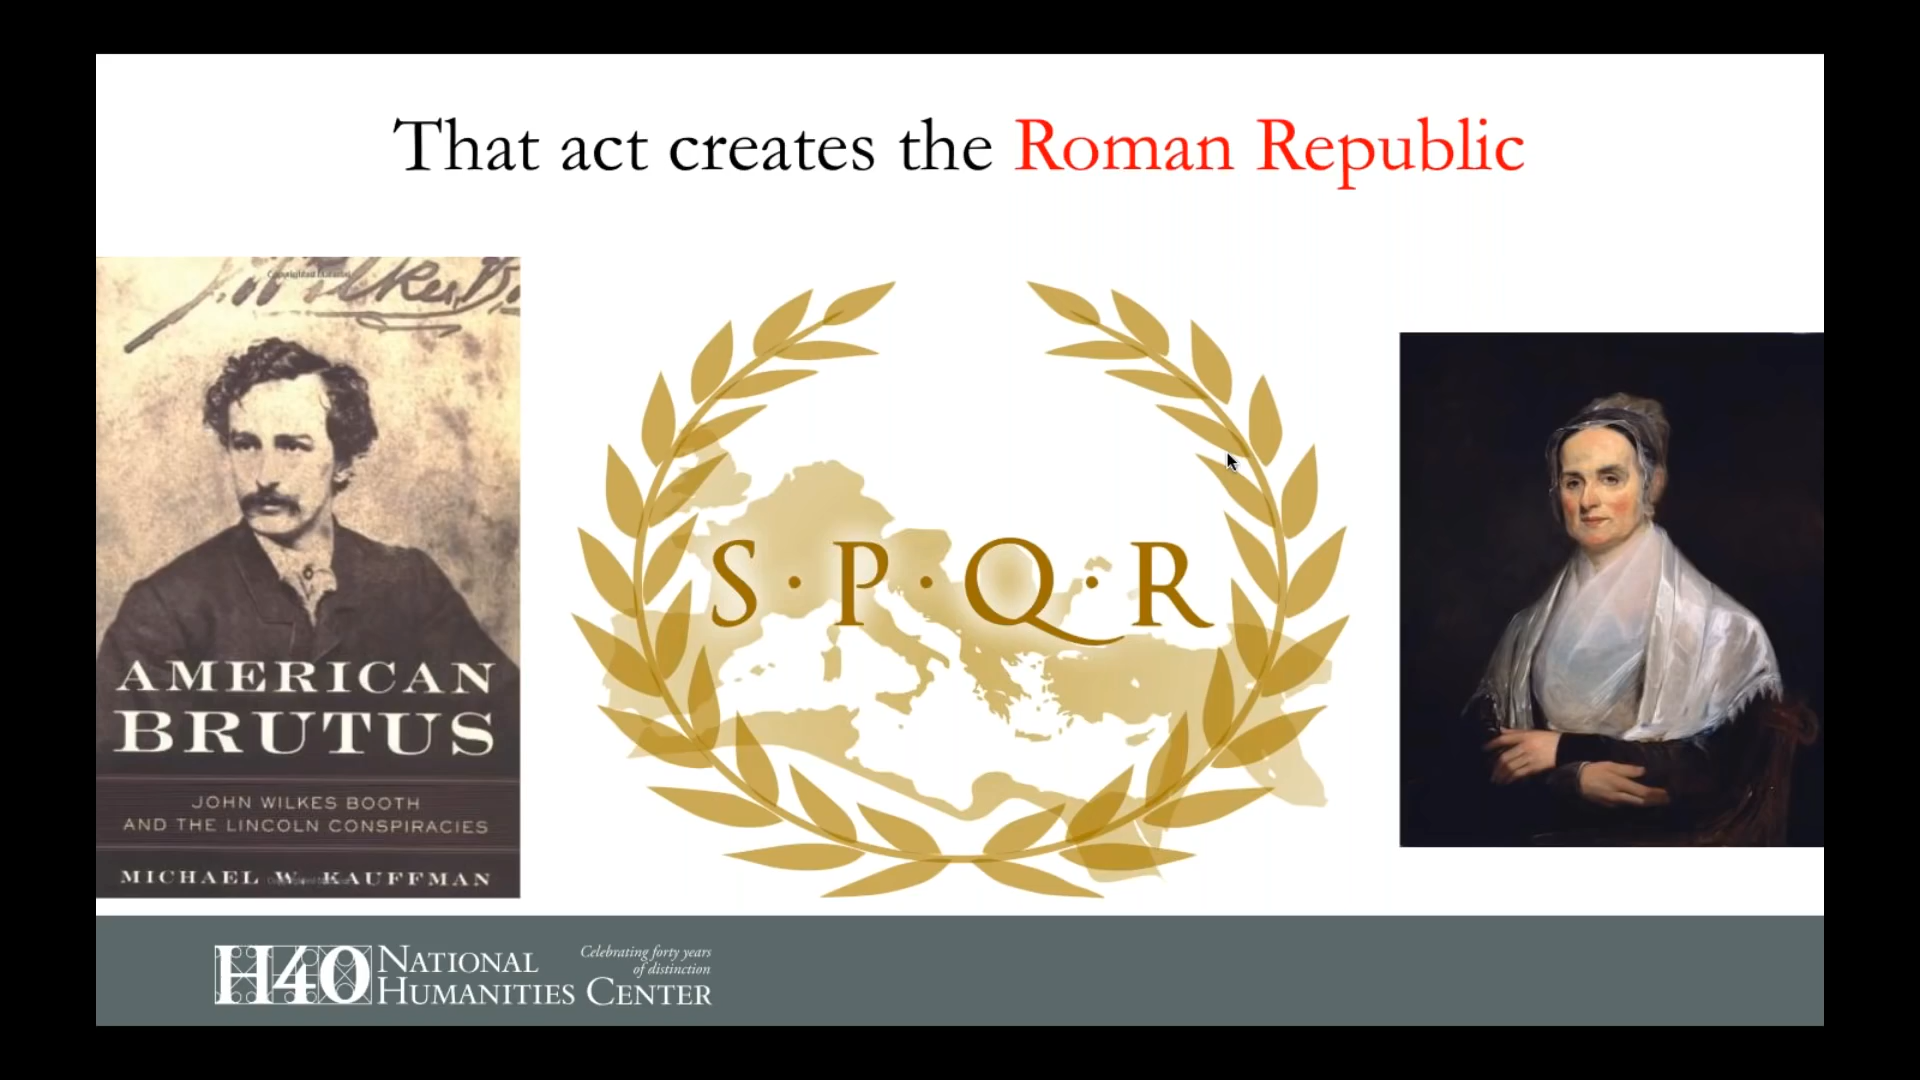 That act creates the Roman Republic
AMERICAN
BRUTUS
JOHN WILKES BOOTH
AND THE LINCOLN CONSPIRACIES
MICHAEL W. KAUFFMAN
S·P·Q·R
H40 NATIONAL
HUMANITIES CENTER
Celebrating forty years
of distinction